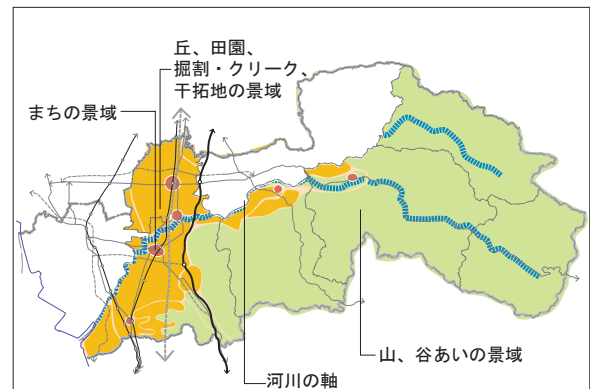 丘、田園、
掘割・クリーク、
干拓地の景域
まちの景域
山、谷あいの景域
河川の軸